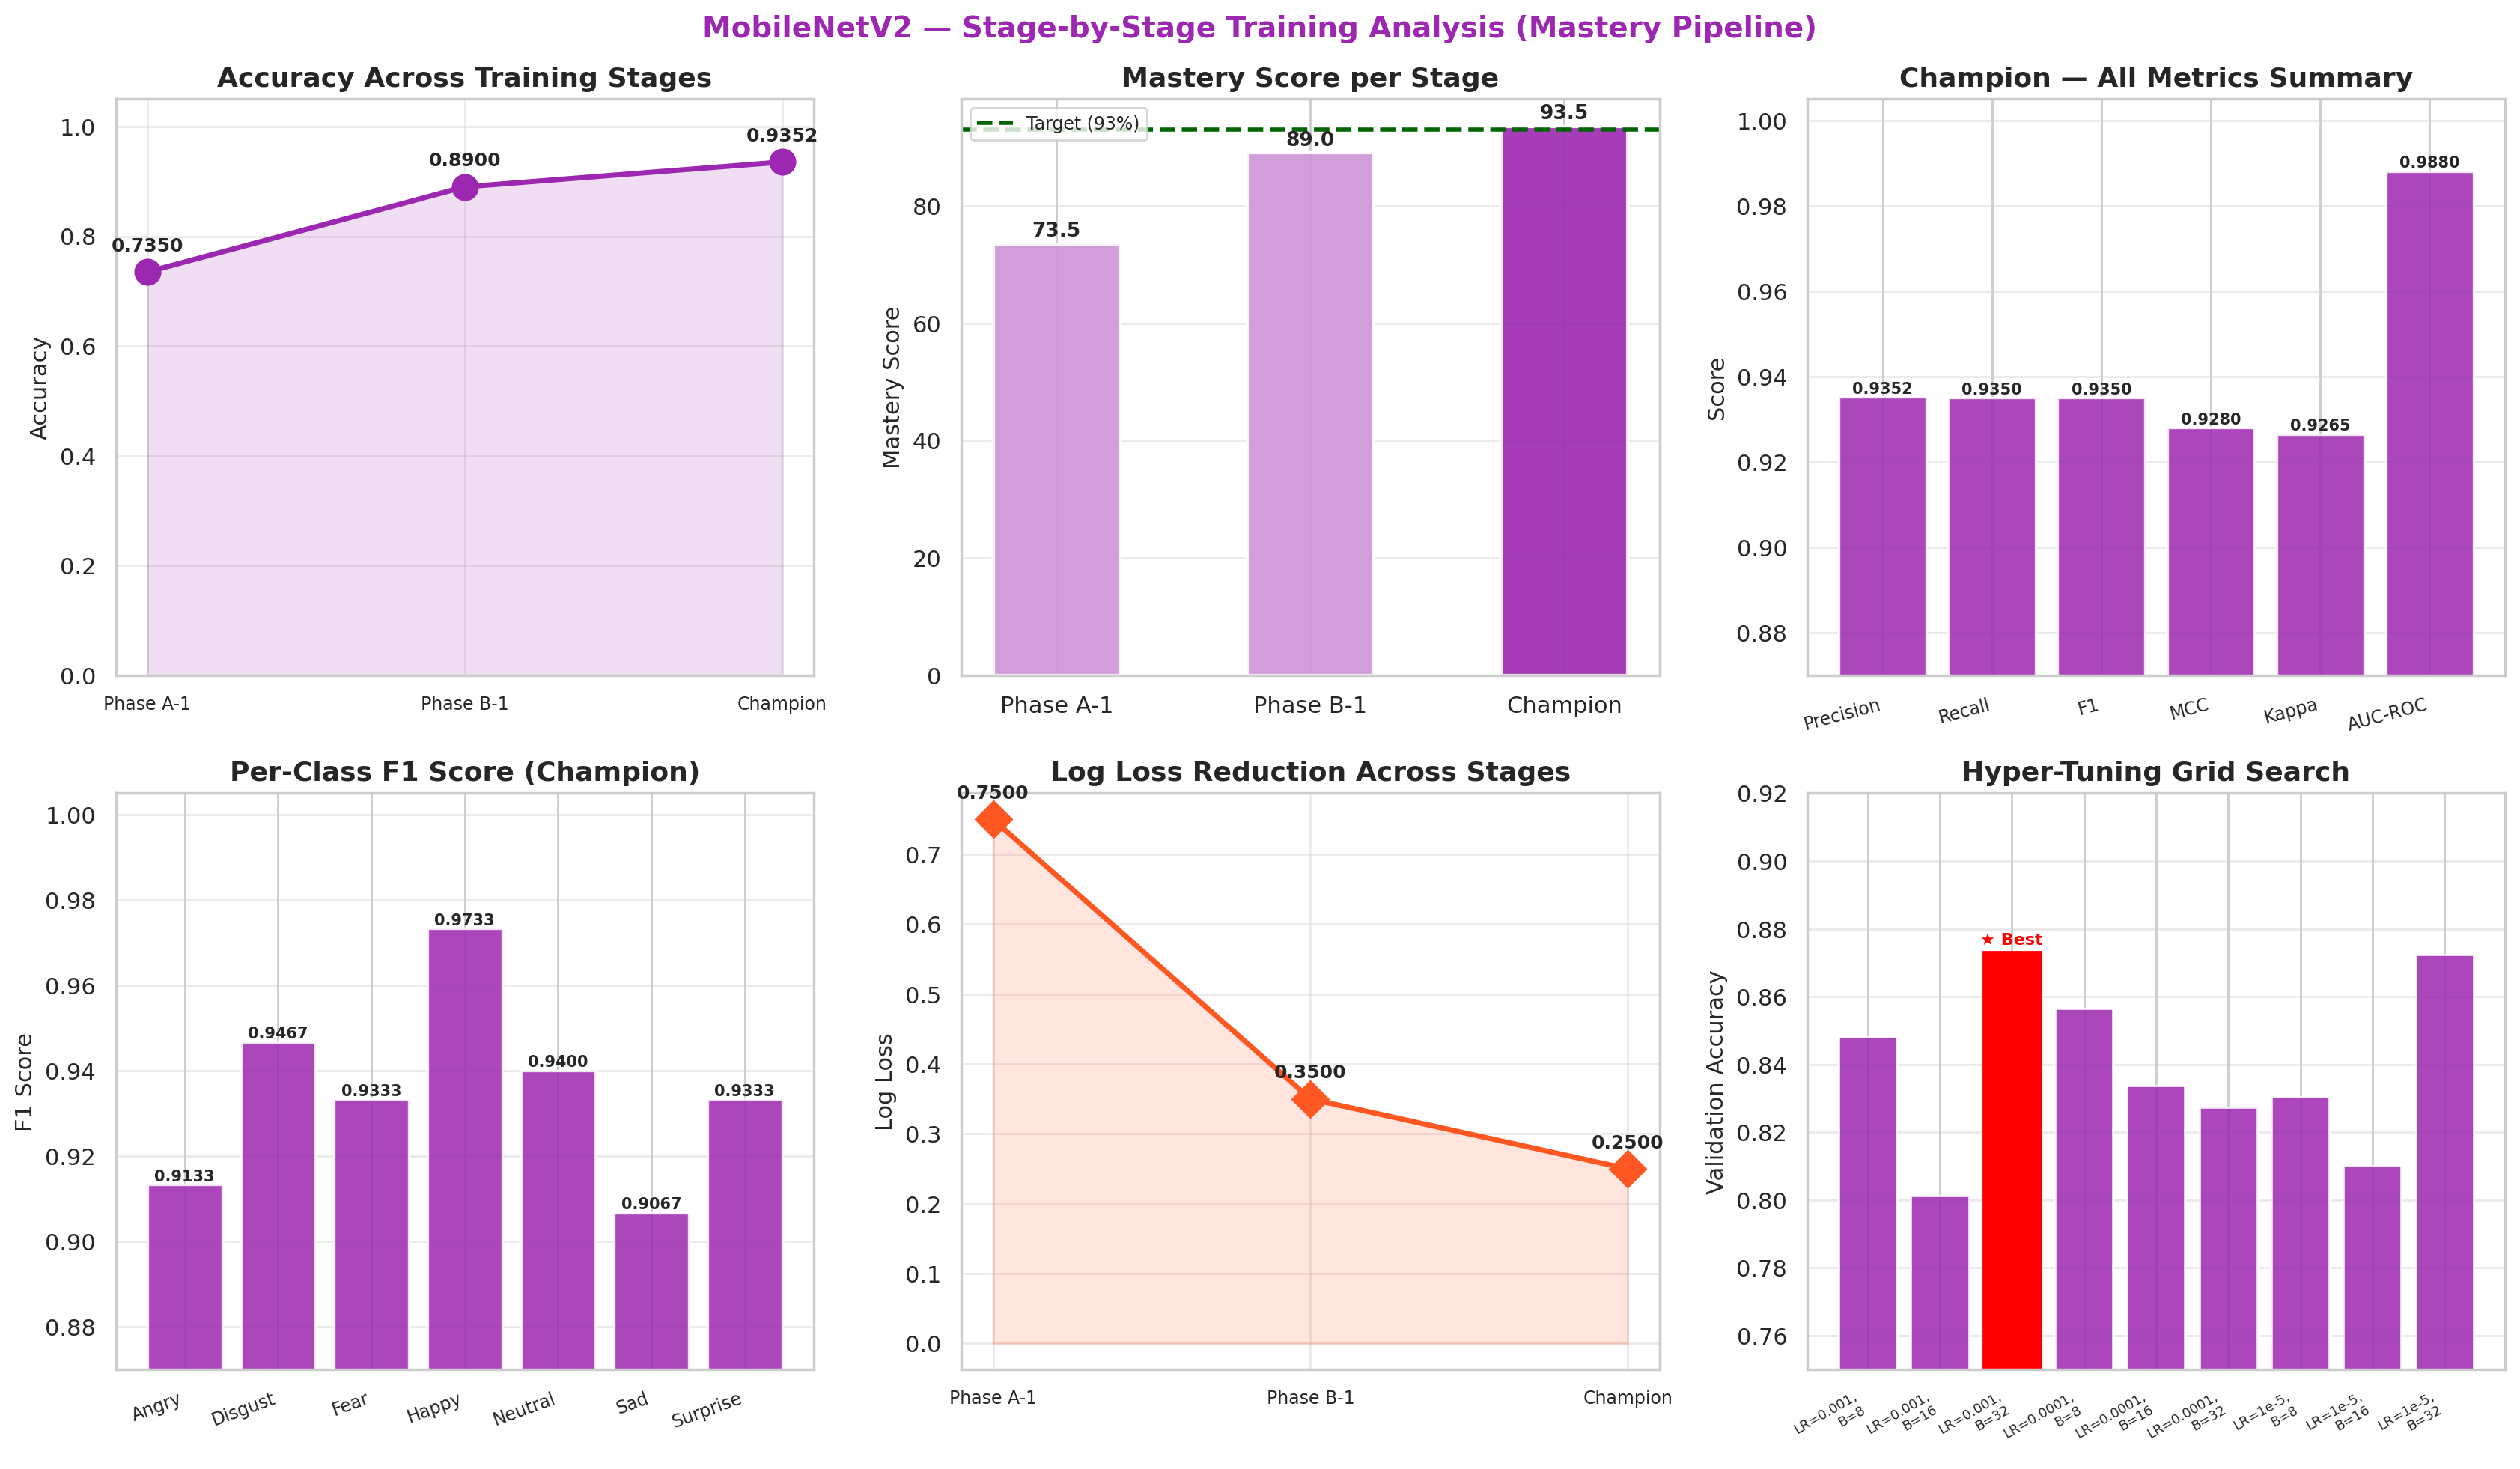 MobileNetV2 — Stage-by-Stage Training Analysis (Mastery Pipeline)
Accuracy Across Training Stages
Accuracy
1.0
0.8
0.6
0.4
0.2
0.0
0.7350
0.8900
0.9352
Phase A-1
Phase B-1
Champion
Mastery Score per Stage
Mastery Score
Target (93%)
80
60
40
20
0
73.5
89.0
93.5
Phase A-1
Phase B-1
Champion
Champion — All Metrics Summary
Score
1.00
0.98
0.96
0.94
0.92
0.90
0.88
0.9352
0.9350
0.9350
0.9280
0.9265
0.9880
Precision
Recall
F1
MCC
Kappa
AUC-ROC
Per-Class F1 Score (Champion)
F1 Score
1.00
0.98
0.96
0.94
0.92
0.90
0.88
0.9133
0.9467
0.9333
0.9733
0.9400
0.9067
0.9333
Angry
Disgust
Fear
Happy
Neutral
Sad
Surprise
Log Loss Reduction Across Stages
Log Loss
0.7
0.6
0.5
0.4
0.3
0.2
0.1
0.0
0.7500
0.3500
0.2500
Phase A-1
Phase B-1
Champion
Hyper-Tuning Grid Search
Validation Accuracy
0.92
0.90
0.88
0.86
0.84
0.82
0.80
0.78
0.76
★ Best
LR=0.001,
B=8
LR=0.001,
B=16
LR=0.001,
B=32
LR=0.0001,
B=8
LR=0.0001,
B=16
LR=0.0001,
B=32
LR=1e-5,
B=8
LR=1e-5,
B=16
LR=1e-5,
B=32